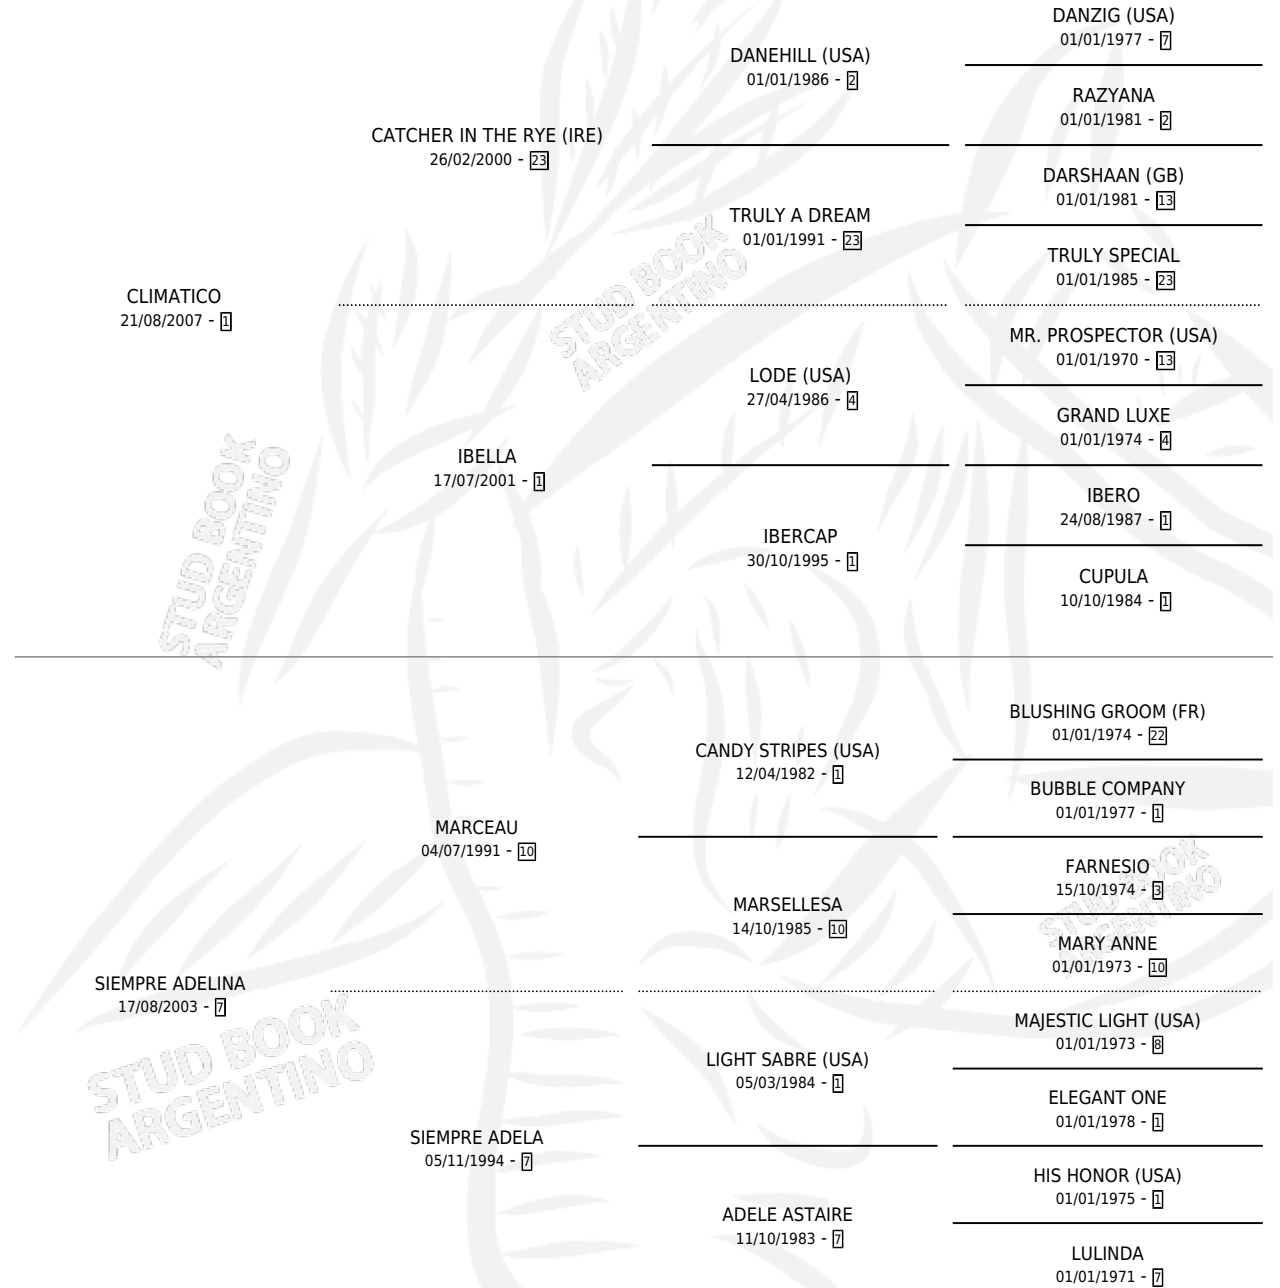 DANZIG (USA)
01/01/1977 - 7
DANEHILL (USA)
01/01/1986 - 2
RAZYANA
01/01/1981 - 2
CATCHER IN THE RYE (IRE)
26/02/2000 - 23
DARSHAAN (GB)
01/01/1981 - 13
TRULY A DREAM
01/01/1991 - 23
TRULY SPECIAL
01/01/1985 - 23
STUD BOOK
ARGENTINO
CLIMATICO
21/08/2007 - 1
MR. PROSPECTOR (USA)
01/01/1970 - 13
LODE (USA)
27/04/1986 - 4
GRAND LUXE
01/01/1974 - 4
IBELLA
17/07/2001 - 1
IBERO
24/08/1987 - 1
IBERCAP
30/10/1995 - 1
CUPULA
10/10/1984 - 1
STUD BOOK
ARGENTINO
BLUSHING GROOM (FR)
01/01/1974 - 22
CANDY STRIPES (USA)
12/04/1982 - 1
BUBBLE COMPANY
01/01/1977 - 1
MARCEAU
04/07/1991 - 10
FARNESIO
15/10/1974 - 3
MARSELLESA
14/10/1985 - 10
MARY ANNE
01/01/1973 - 10
STUD BOOK
ARGENTINO
SIEMPRE ADELINA
17/08/2003 - 7
MAJESTIC LIGHT (USA)
01/01/1973 - 8
LIGHT SABRE (USA)
05/03/1984 - 1
ELEGANT ONE
01/01/1978 - 1
STUD BOOK
ARGENTINO
SIEMPRE ADELA
05/11/1994 - 7
HIS HONOR (USA)
01/01/1975 - 1
ADELE ASTAIRE
11/10/1983 - 7
LULINDA
01/01/1971 - 7